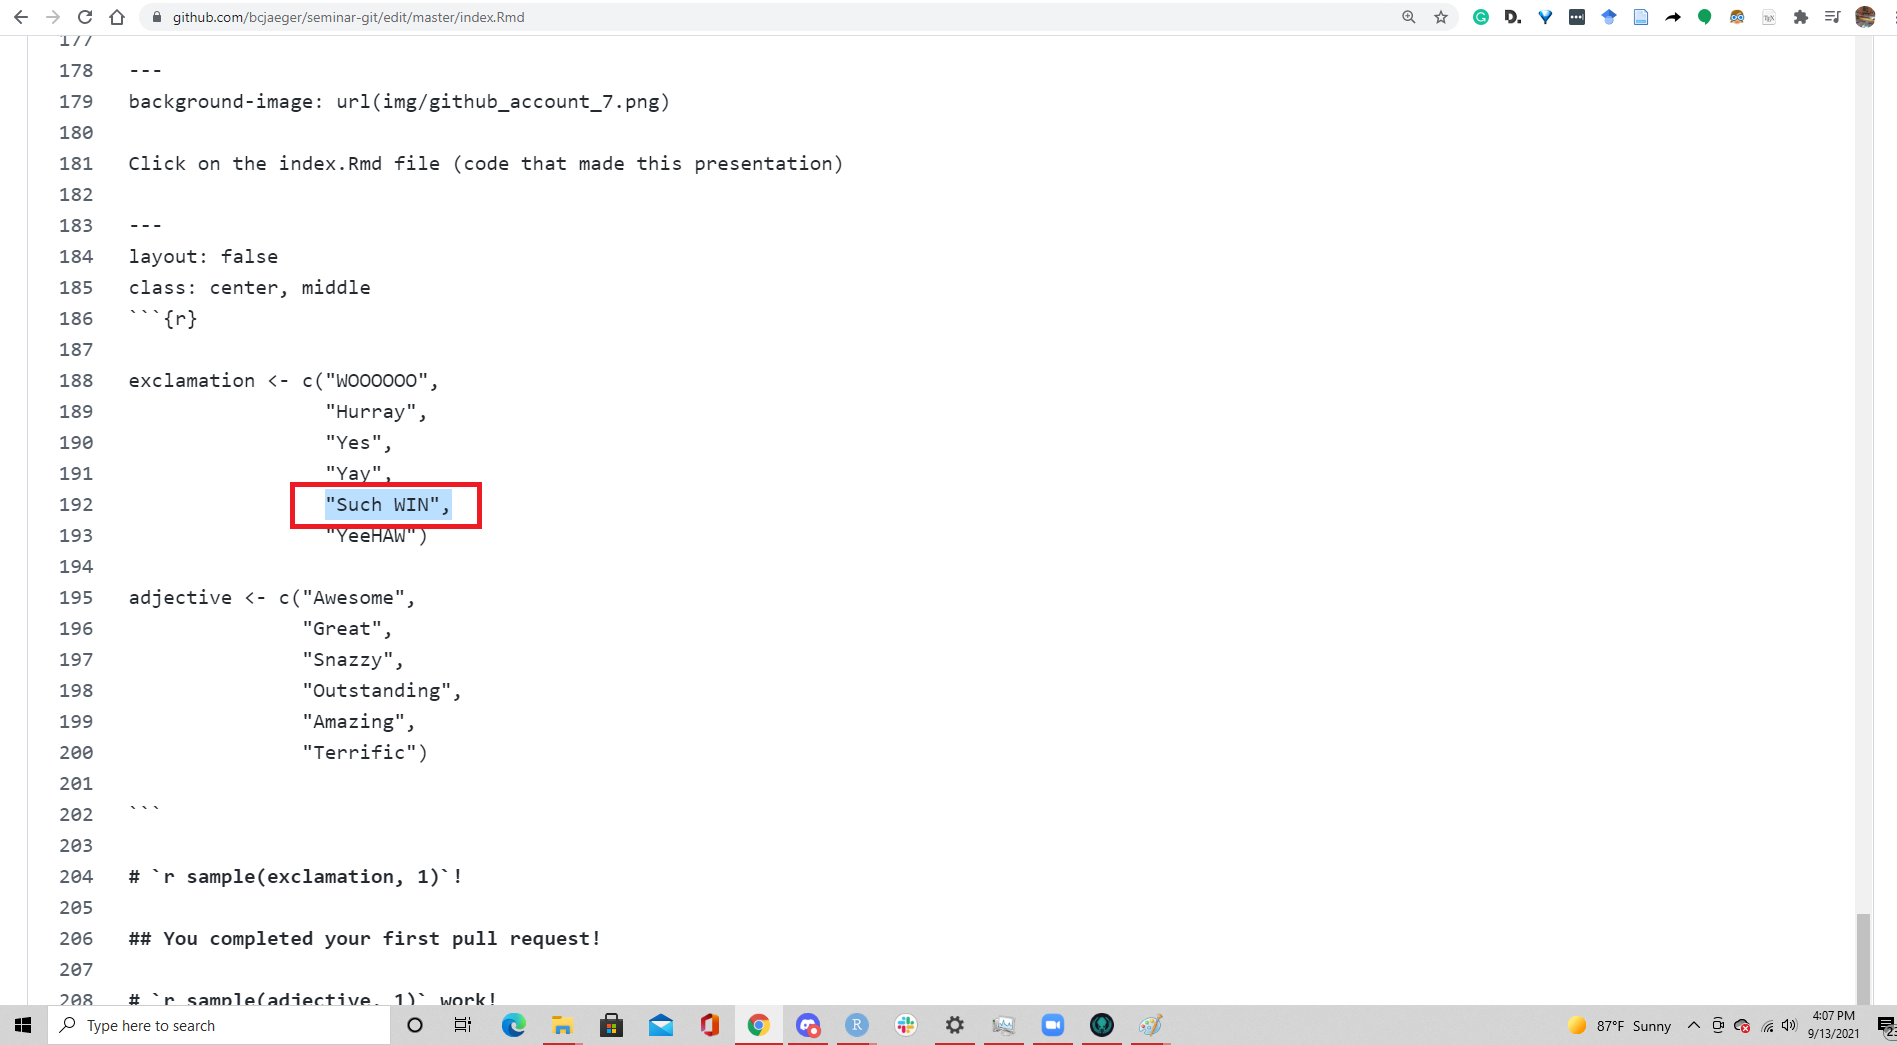 github.com/bcjaeger/seminar-git/edit/master/index.Rmd
177
178 ---
179 background-image: url(img/github_account_7.png)
180
181 Click on the index.Rmd file (code that made this presentation)
182
183 ---
184 layout: false
185 class: center, middle
186 ```{r}
187
188 exclamation <- c("WOOOOOO",
189 "Hurray",
190 "Yes",
191 "Yay",
192 "Such WIN",
193 "YeeHAW")
194
195 adjective <- c("Awesome",
196 "Great",
197 "Snazzy",
198 "Outstanding",
199 "Amazing",
200 "Terrific")
201
202 ```
203
204 # `r sample(exclamation, 1)`!
205
206 ## You completed your first pull request!
207
208 # `r sample(adjective, 1)` work!
Type here to search
87°F Sunny
4:07 PM
9/13/2021